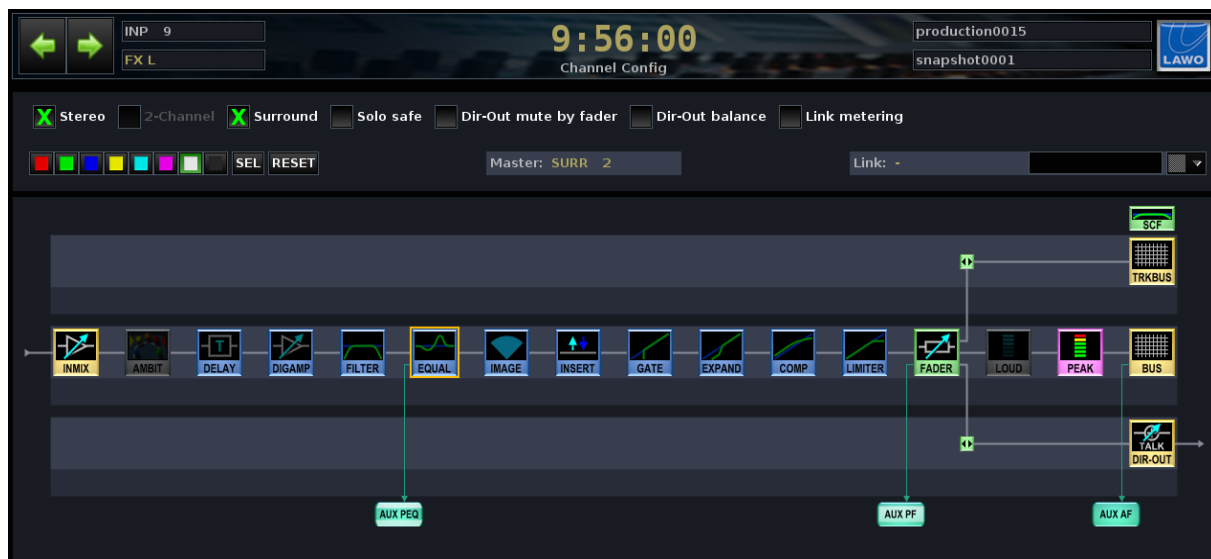 INP 9
FX L
9:56:00
Channel Config
production0015
snapshot0001
LAWO
X Stereo 2-Channel X Surround Solo safe Dir-Out mute by fader Dir-Out balance Link metering
SEL RESET Master: SURR 2 Link: -
SCF
TRKBUS
INMIX AMBIT DELAY DIGAMP FILTER EQUAL IMAGE INSERT GATE EXPAND COMP LIMITER FADER LOUD PEAK BUS
T
TALK
DIR-OUT
AUX PEQ AUX PF AUX AF